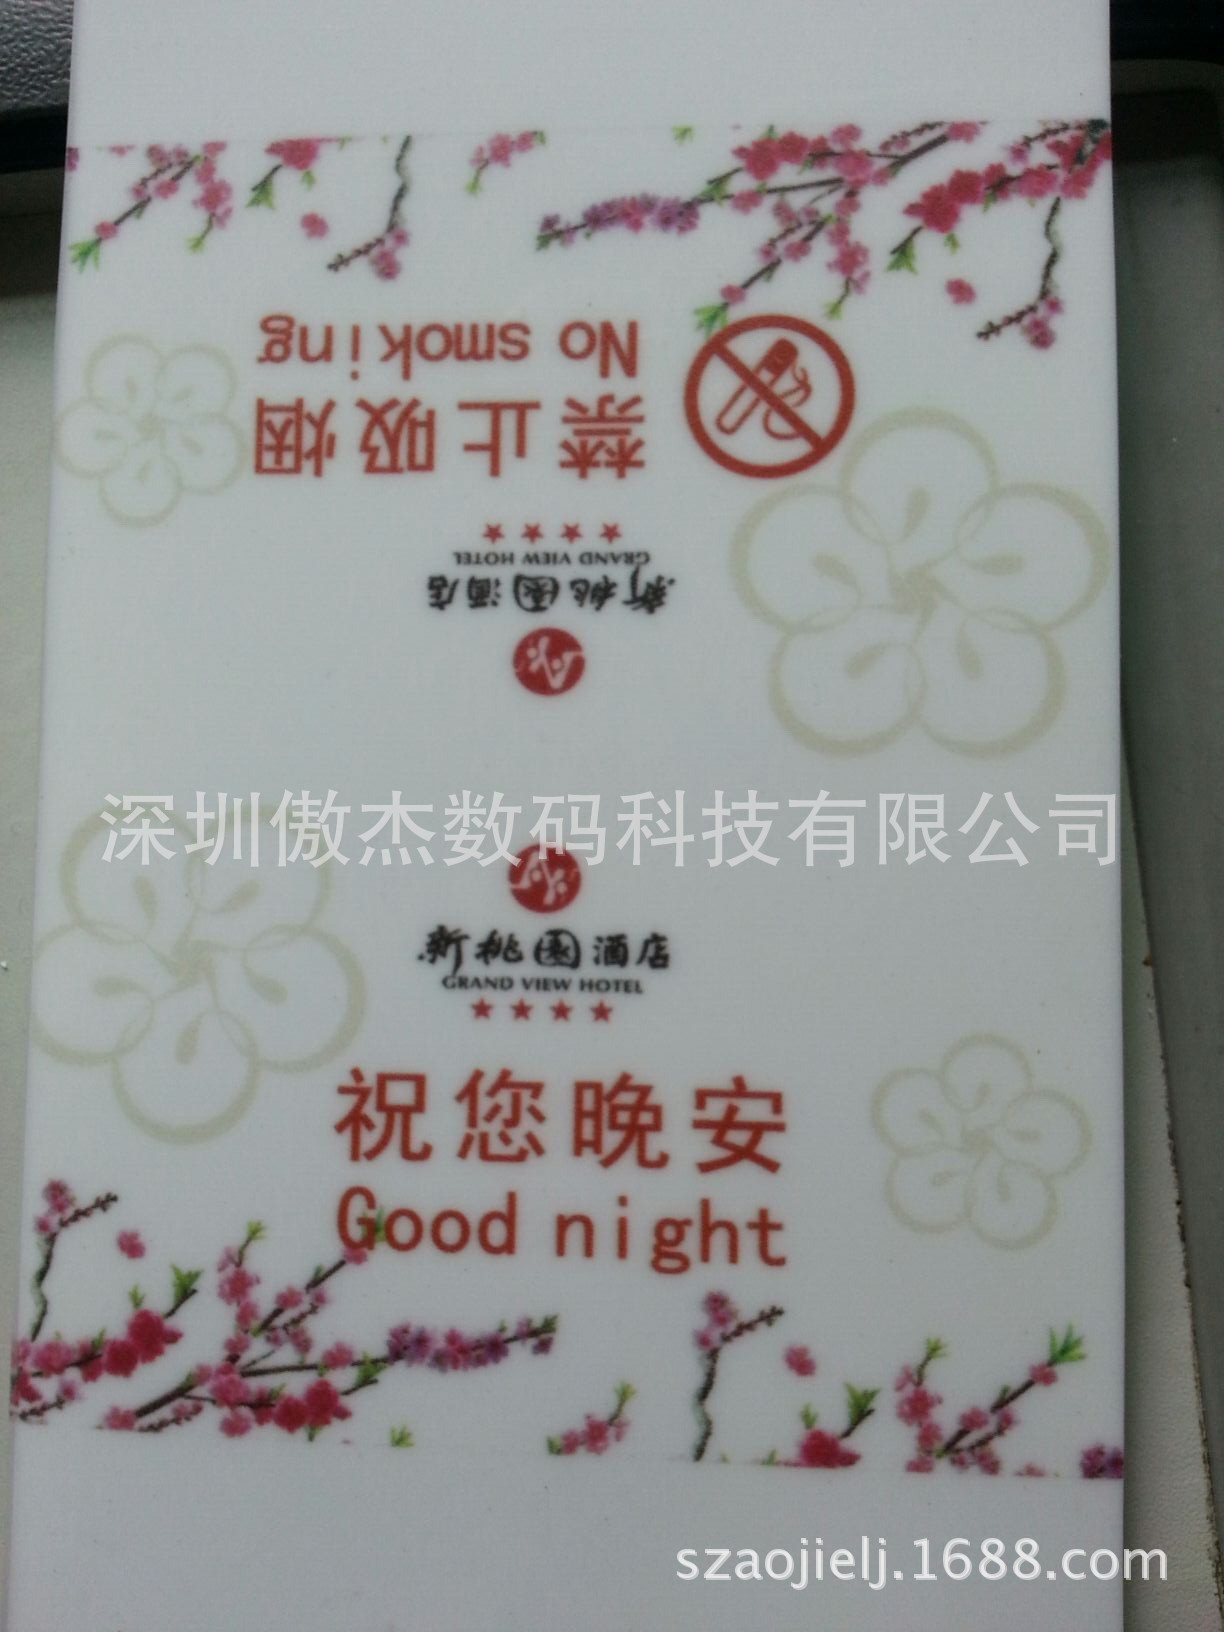 No smoking
禁止吸烟
GRAND VIEW HOTEL
新桃園酒店
深圳傲杰数码科技有限公司
新桃園酒店
GRAND VIEW HOTEL
祝您晚安
Good night
szaojielj.1688.com